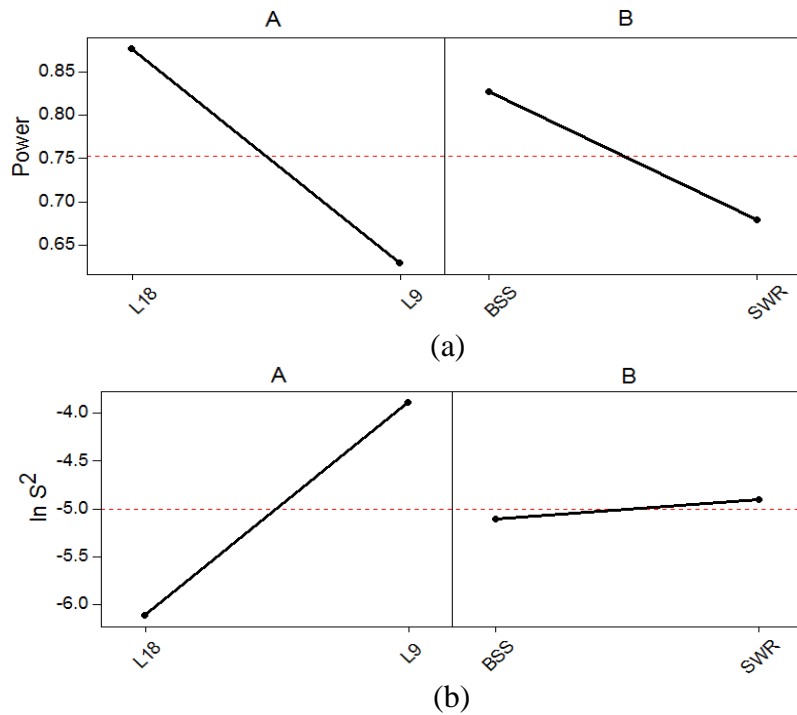 A B
Power
0.85
0.80
0.75
0.70
0.65
L18 L9 BSS SWR
(a)
A B
ln S²
-4.0
-4.5
-5.0
-5.5
-6.0
L18 L9 BSS SWR
(b)